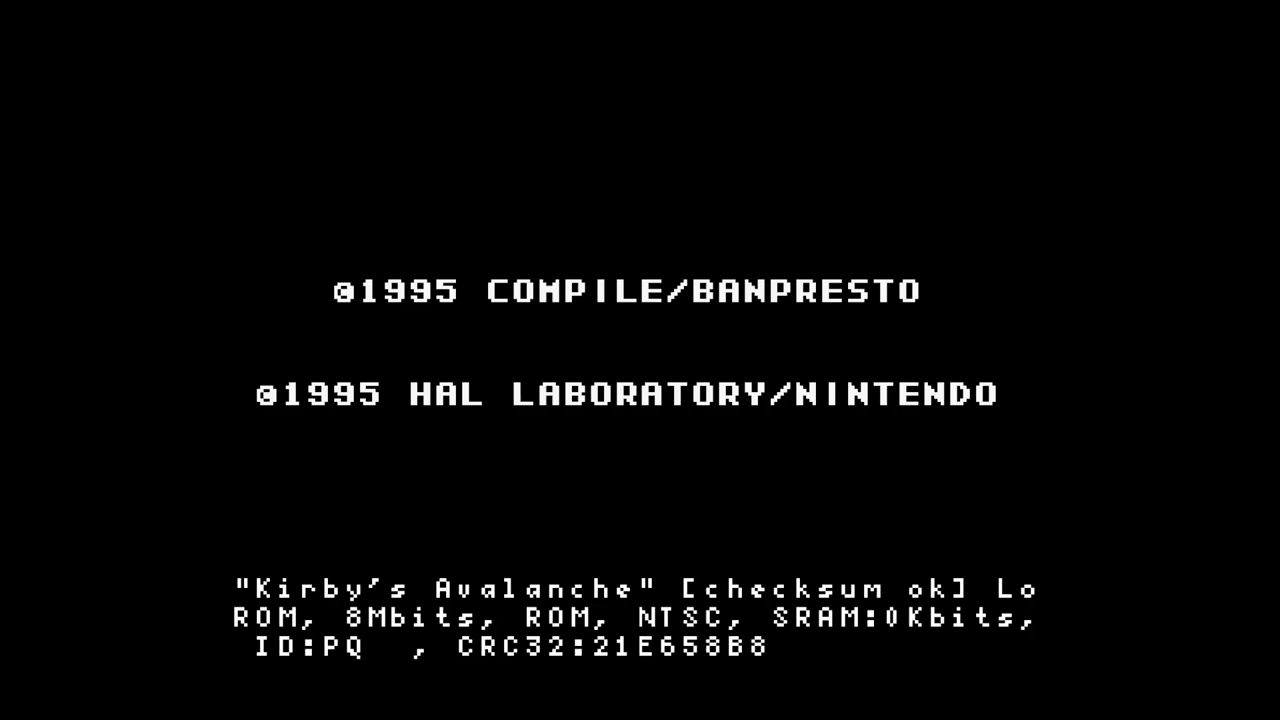 ©1995 COMPILE/BANPRESTO
©1995 HAL LABORATORY/NINTENDO
"Kirby's Avalanche" [checksum ok] Lo
ROM, 8Mbits, ROM, NTSC, SRAM:0Kbits,
ID:PQ  , CRC32:21E658B8